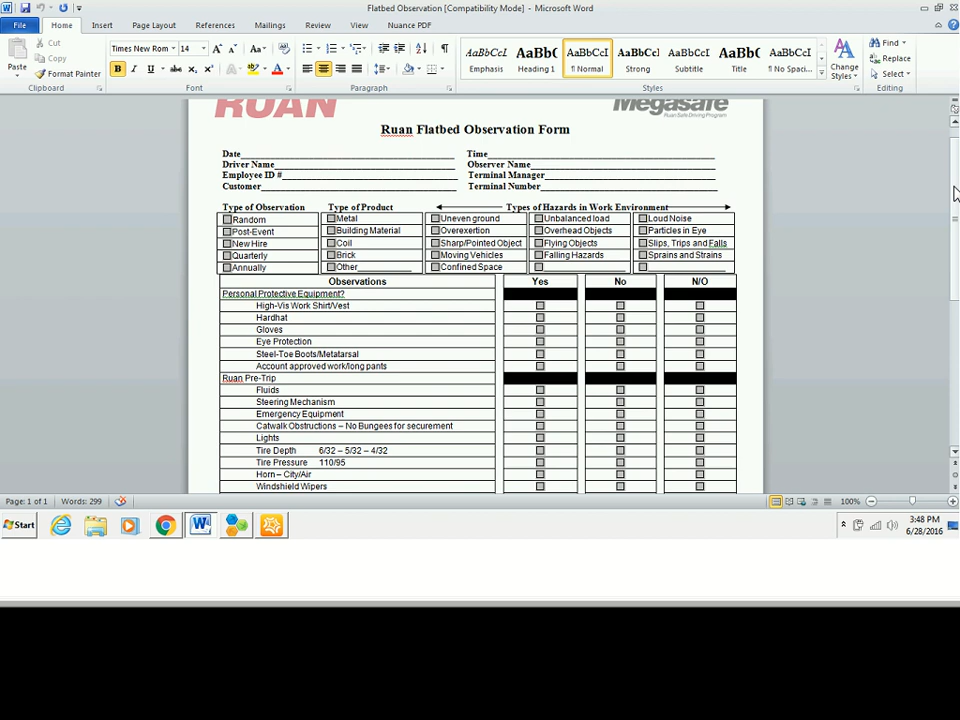 Flatbed Observation [Compatibility Mode] - Microsoft Word
File Home Insert Page Layout References Mailings Review View Nuance PDF
Cut
Copy
Format Painter
Paste
Clipboard
Times New Rom 14
Font
Paragraph
AaBbCcI Emphasis
AaBbC Heading 1
AaBbCcI ¶ Normal
AaBbCcI Strong
AaBbCcI Subtitle
AaBbC Title
AaBbCcI ¶ No Spaci...
Change Styles
Styles
Find
Replace
Select
Editing
RUAN
Megasafe
Ruan Safe Driving Program
Ruan Flatbed Observation Form
Date Time
Driver Name Observer Name
Employee ID # Terminal Manager
Customer Terminal Number
Type of Observation Type of Product Types of Hazards in Work Environment
Random Metal Uneven ground Unbalanced load Loud Noise
Post-Event Building Material Overexertion Overhead Objects Particles in Eye
New Hire Coil Sharp/Pointed Object Flying Objects Slips, Trips and Falls
Quarterly Brick Moving Vehicles Falling Hazards Sprains and Strains
Annually Other Confined Space
Observations Yes No N/O
Personal Protective Equipment?
High-Vis Work Shirt/Vest
Hardhat
Gloves
Eye Protection
Steel-Toe Boots/Metatarsal
Account approved work/long pants
Ruan Pre-Trip
Fluids
Steering Mechanism
Emergency Equipment
Catwalk Obstructions – No Bungees for securement
Lights
Tire Depth 6/32 – 5/32 – 4/32
Tire Pressure 110/95
Horn – City/Air
Windshield Wipers
Page: 1 of 1 Words: 299 100%
Start 3:48 PM
6/28/2016